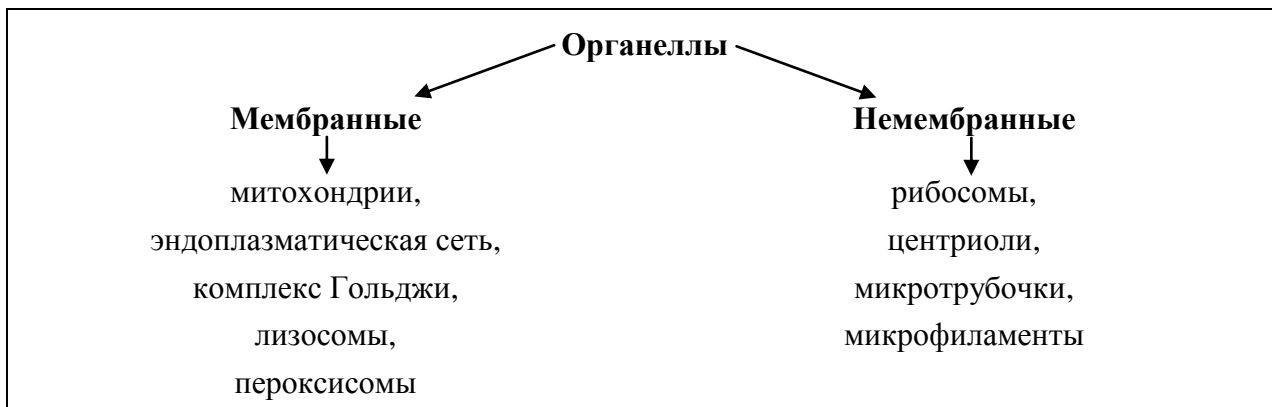 Органеллы
Мембранные
Немембранные
митохондрии,
эндоплазматическая сеть,
комплекс Гольджи,
лизосомы,
пероксисомы
рибосомы,
центриоли,
микротрубочки,
микрофиламенты